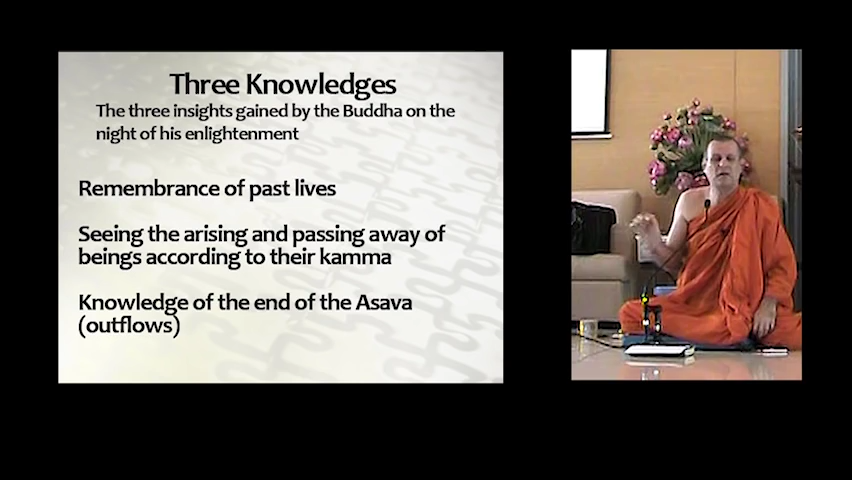 Three Knowledges
The three insights gained by the Buddha on the
night of his enlightenment
Remembrance of past lives
Seeing the arising and passing away of
beings according to their kamma
Knowledge of the end of the Asava
(outflows)